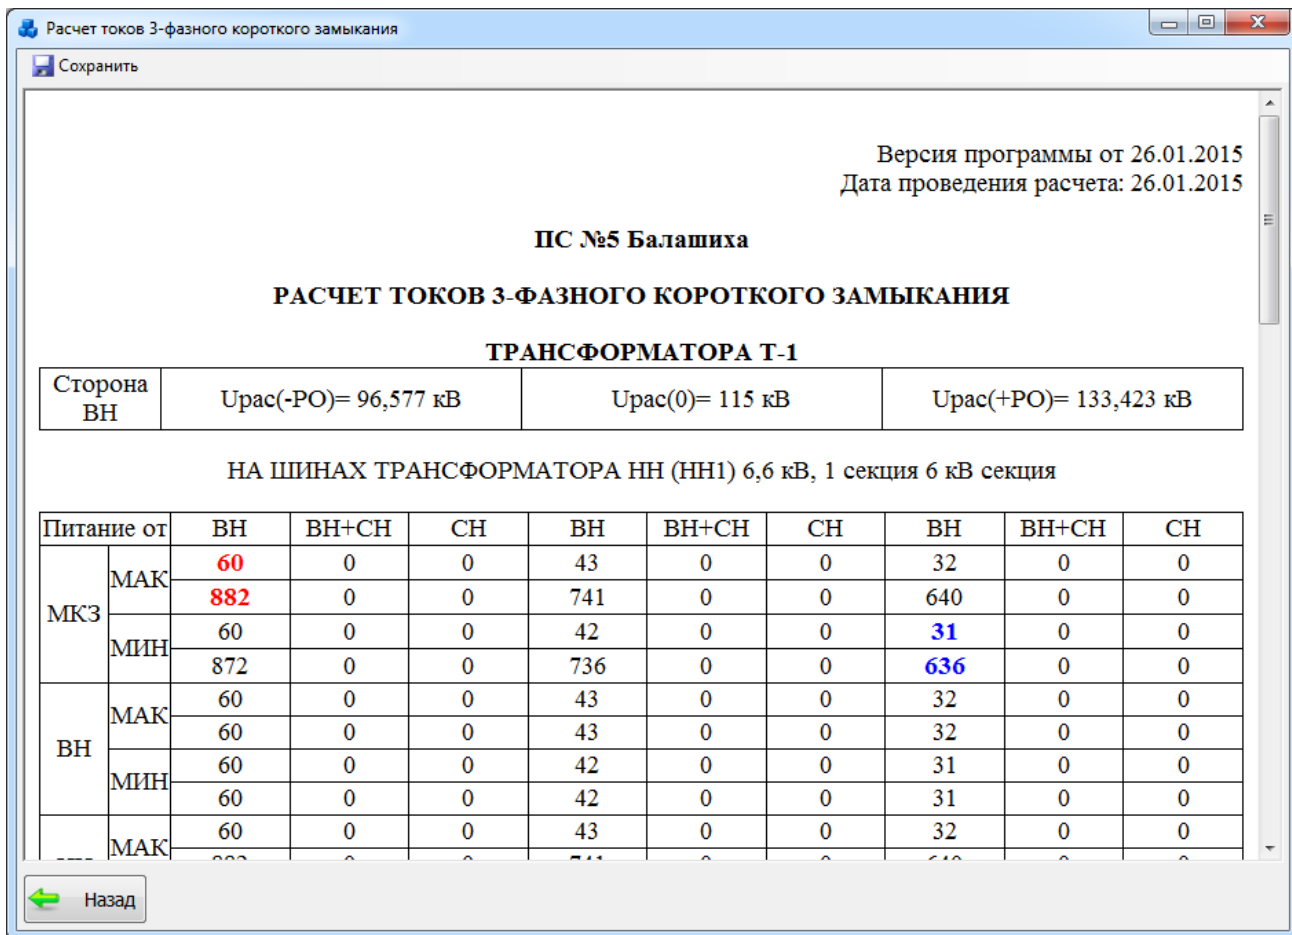 Расчет токов 3-фазного короткого замыкания
Сохранить
Версия программы от 26.01.2015
Дата проведения расчета: 26.01.2015
ПС №5 Балашиха
РАСЧЕТ ТОКОВ 3-ФАЗНОГО КОРОТКОГО ЗАМЫКАНИЯ
ТРАНСФОРМАТОРА Т-1
Сторона ВН Uрас(-РО)= 96,577 кВ Uрас(0)= 115 кВ Uрас(+РО)= 133,423 кВ
НА ШИНАХ ТРАНСФОРМАТОРА НН (НН1) 6,6 кВ, 1 секция 6 кВ секция
Питание от ВН ВН+СН СН ВН ВН+СН СН ВН ВН+СН СН
МКЗ МАК 60 0 0 43 0 0 32 0 0
882 0 0 741 0 0 640 0 0
МИН 60 0 0 42 0 0 31 0 0
872 0 0 736 0 0 636 0 0
ВН МАК 60 0 0 43 0 0 32 0 0
60 0 0 43 0 0 32 0 0
МИН 60 0 0 42 0 0 31 0 0
60 0 0 42 0 0 31 0 0
МАК 60 0 0 43 0 0 32 0 0
Назад